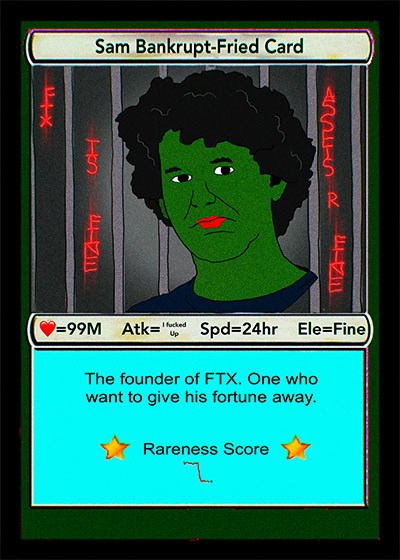 Sam Bankrupt-Fried Card
FTX
IS
FINE
ASSETS
R
FINE
❤️=99M Atk= I fucked Up Spd=24hr Ele=Fine
The founder of FTX. One who
want to give his fortune away.
⭐ Rareness Score ⭐